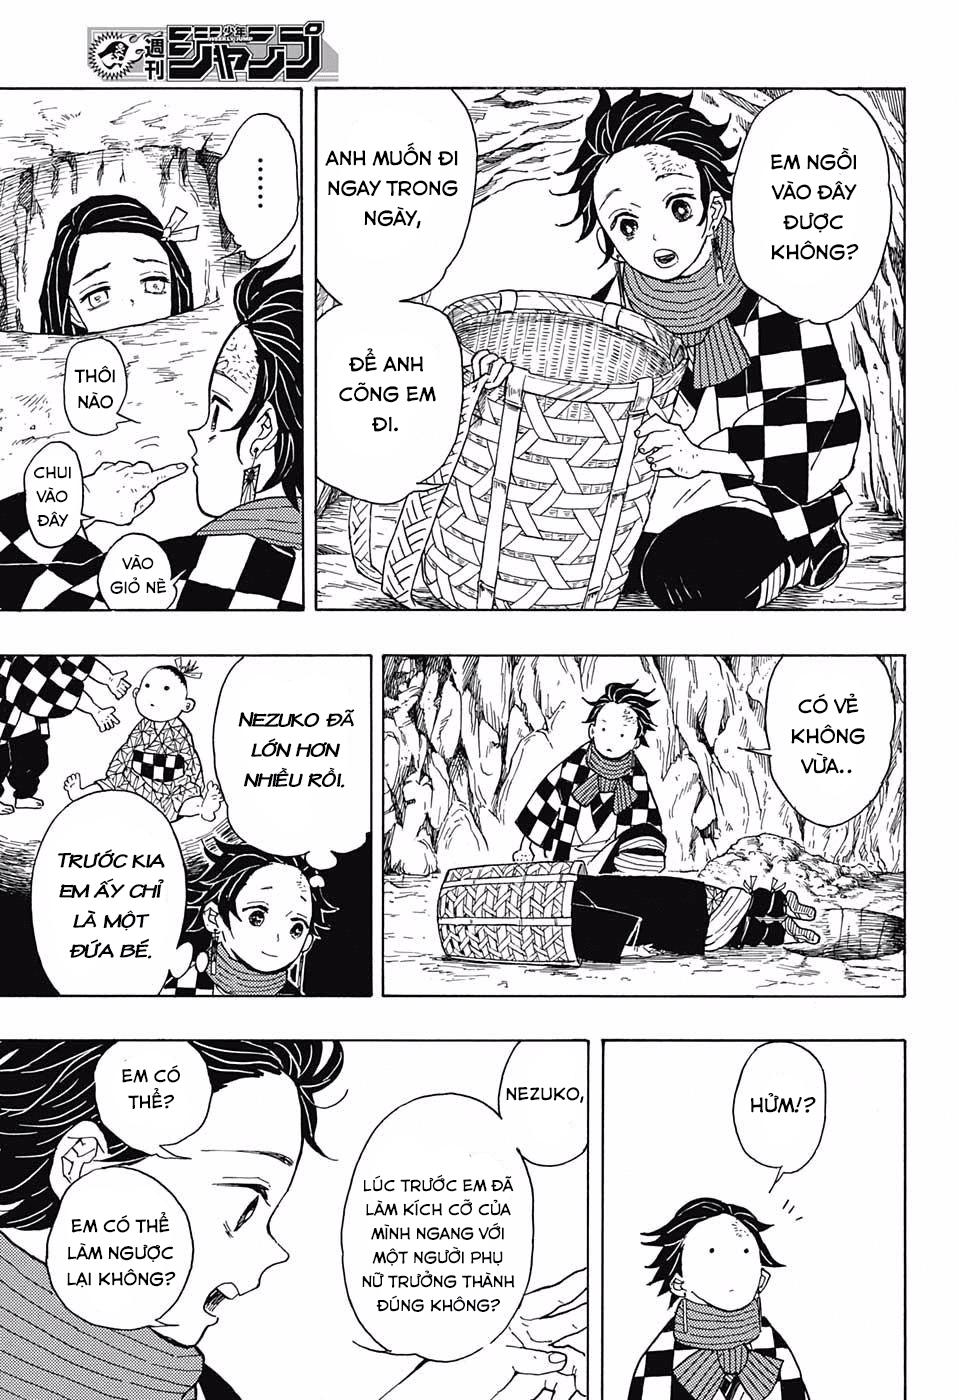 少年
WEEKLY JUMP
週刊
ジャンプ
EM NGỒI
VÀO ĐÂY
ĐƯỢC
KHÔNG?
ANH MUỐN ĐI
NGAY TRONG
NGÀY,
ĐỂ ANH
CÕNG EM
ĐI.
......
THÔI
NÀO
CHUI
VÀO
ĐÂY
VÀO
GIỎ NÈ
CÓ VẺ
KHÔNG
VỪA..
NEZUKO ĐÃ
LỚN HƠN
NHIỀU RỒI.
TRƯỚC KIA
EM ẤY CHỈ
LÀ MỘT
ĐỨA BÉ.
HỬM!?
NEZUKO,
LÚC TRƯỚC EM ĐÃ
LÀM KÍCH CỠ CỦA
MÌNH NGANG VỚI
MỘT NGƯỜI PHỤ
NỮ TRƯỞNG THÀNH
ĐÚNG KHÔNG?
EM CÓ
THỂ?
EM CÓ THỂ
LÀM NGƯỢC
LẠI KHÔNG?